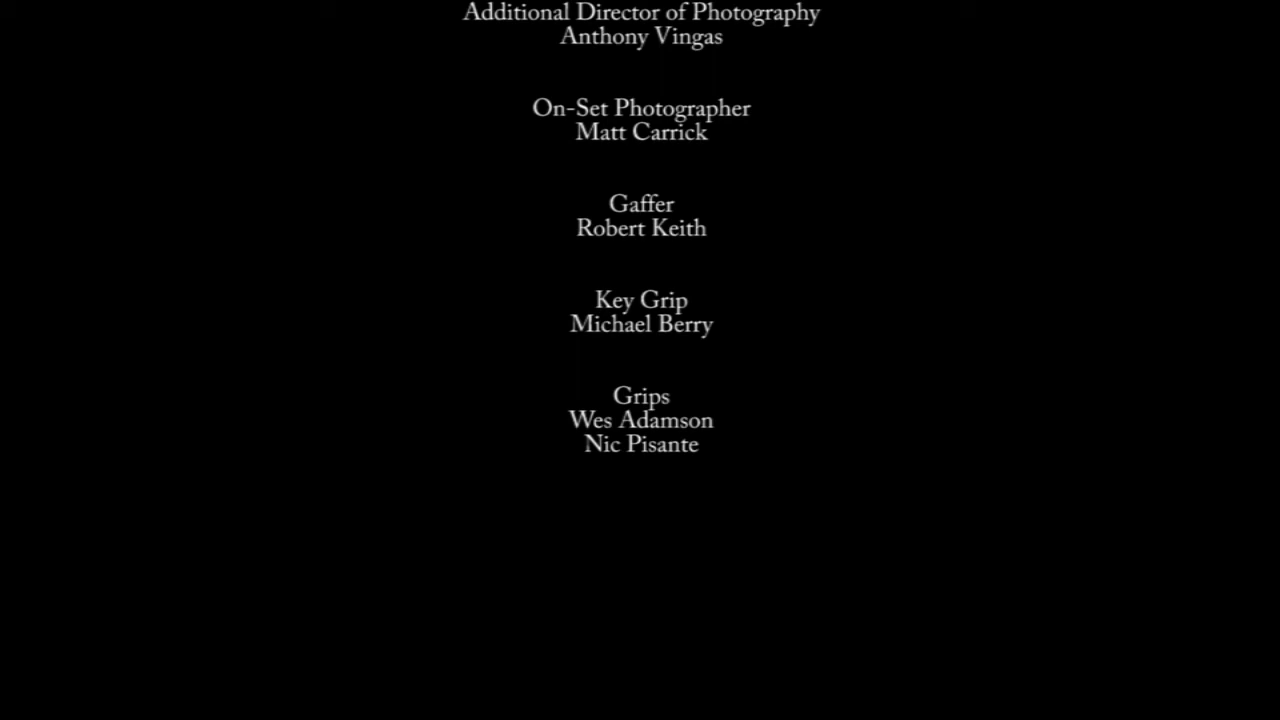 Additional Director of Photography
Anthony Vingas
On-Set Photographer
Matt Carrick
Gaffer
Robert Keith
Key Grip
Michael Berry
Grips
Wes Adamson
Nic Pisante